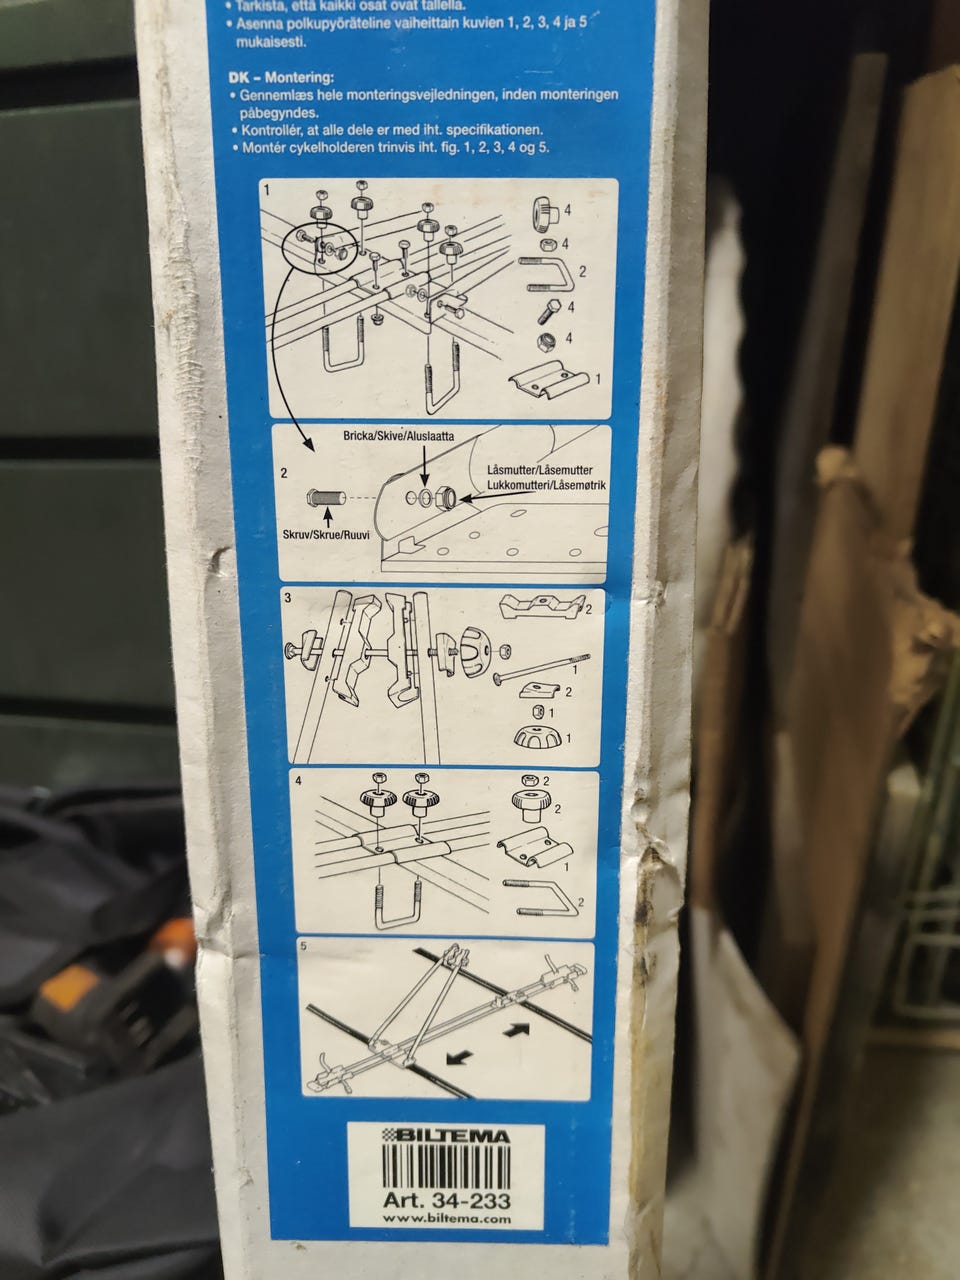 • Tarkista, että kaikki osat ovat tallella.
• Asenna polkupyöräteline vaiheittain kuvien 1, 2, 3, 4 ja 5
mukaisesti.
DK – Montering:
• Gennemlæs hele monteringsvejledningen, inden monteringen
påbegyndes.
• Kontrollér, at alle dele er med iht. specifikationen.
• Montér cykelholderen trinvis iht. fig. 1, 2, 3, 4 og 5.
1
4
4
2
4
4
1
2
Bricka/Skive/Aluslaatta
Låsmutter/Låsemutter
Lukkomutteri/Låsemøtrik
Skruv/Skrue/Ruuvi
3
2
1
2
1
1
4
2
2
1
2
5
BILTEMA
Art. 34-233
www.biltema.com